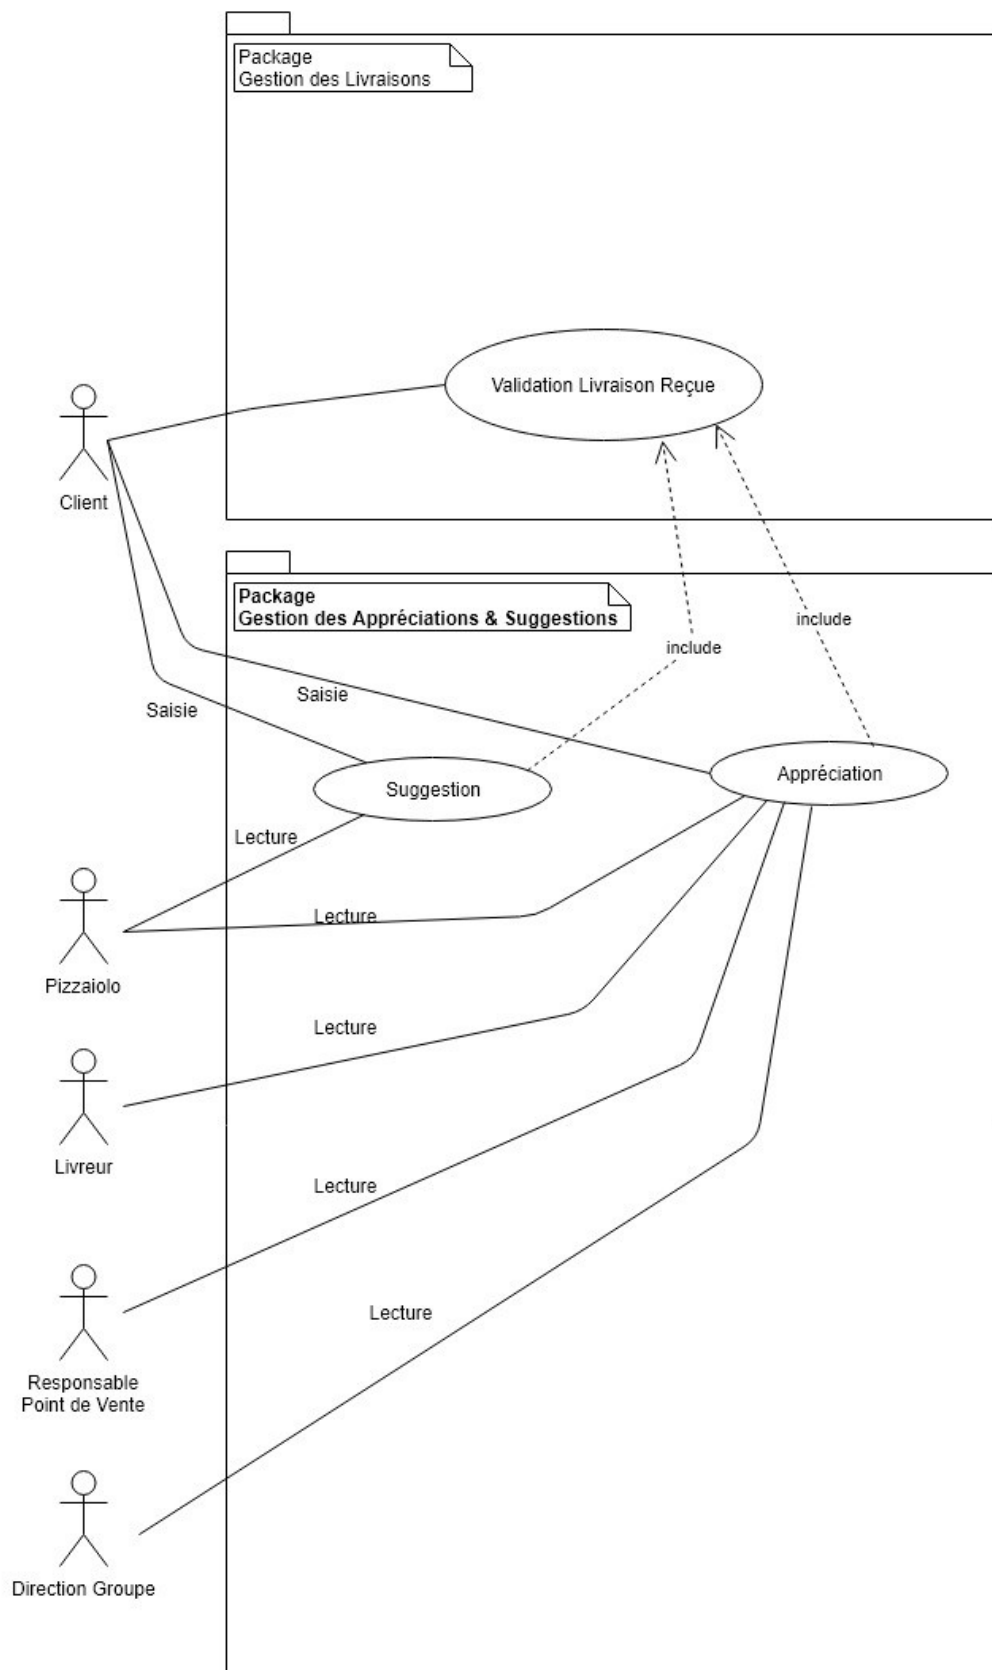 Package
Gestion des Livraisons
Validation Livraison Reçue
Client
Package
Gestion des Appréciations & Suggestions
include
include
Saisie
Saisie
Appréciation
Suggestion
Lecture
Lecture
Pizzaiolo
Lecture
Livreur
Lecture
Lecture
Responsable
Point de Vente
Direction Groupe